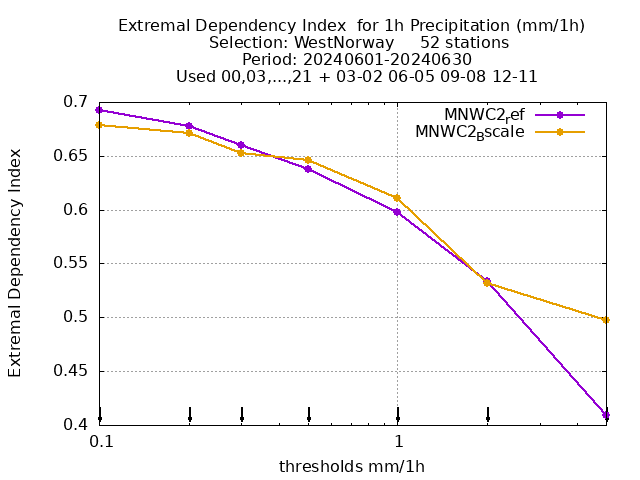 Extremal Dependency Index  for 1h Precipitation (mm/1h)
Selection: WestNorway     52 stations
Period: 20240601-20240630
Used 00,03,...,21 + 03-02 06-05 09-08 12-11
MNWC2ref
MNWC2Bscale
0.7
0.65
0.6
0.55
0.5
0.45
0.4
Extremal Dependency Index
0.1
1
thresholds mm/1h